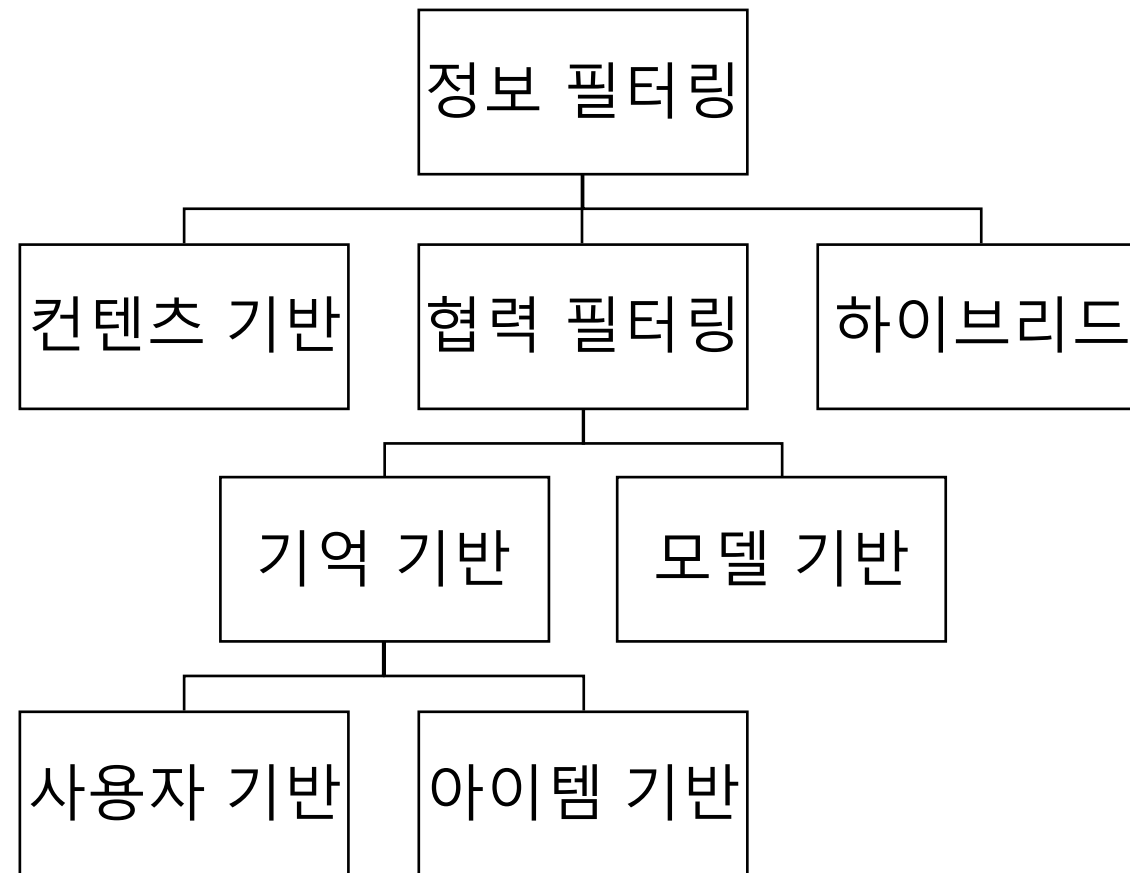 정보 필터링
컨텐츠 기반
협력 필터링
하이브리드
기억 기반
모델 기반
사용자 기반
아이템 기반